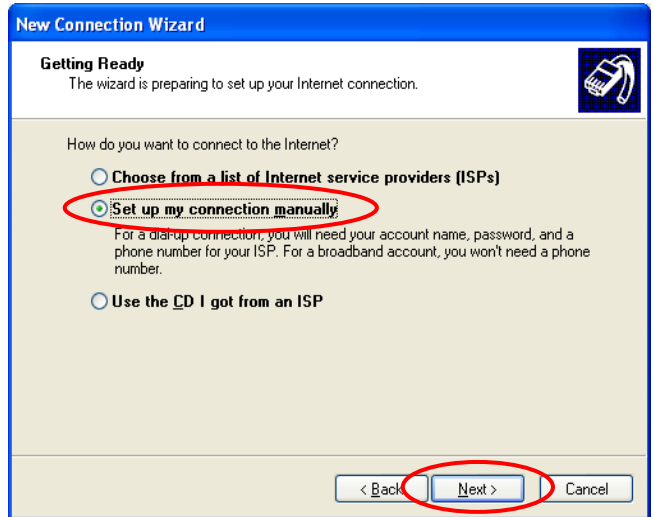 New Connection Wizard
Getting Ready
The wizard is preparing to set up your Internet connection.
How do you want to connect to the Internet?
Choose from a list of Internet service providers (ISPs)
Set up my connection manually
For a dial-up connection, you will need your account name, password, and a
phone number for your ISP. For a broadband account, you won't need a phone
number.
Use the CD I got from an ISP
< Back Next > Cancel